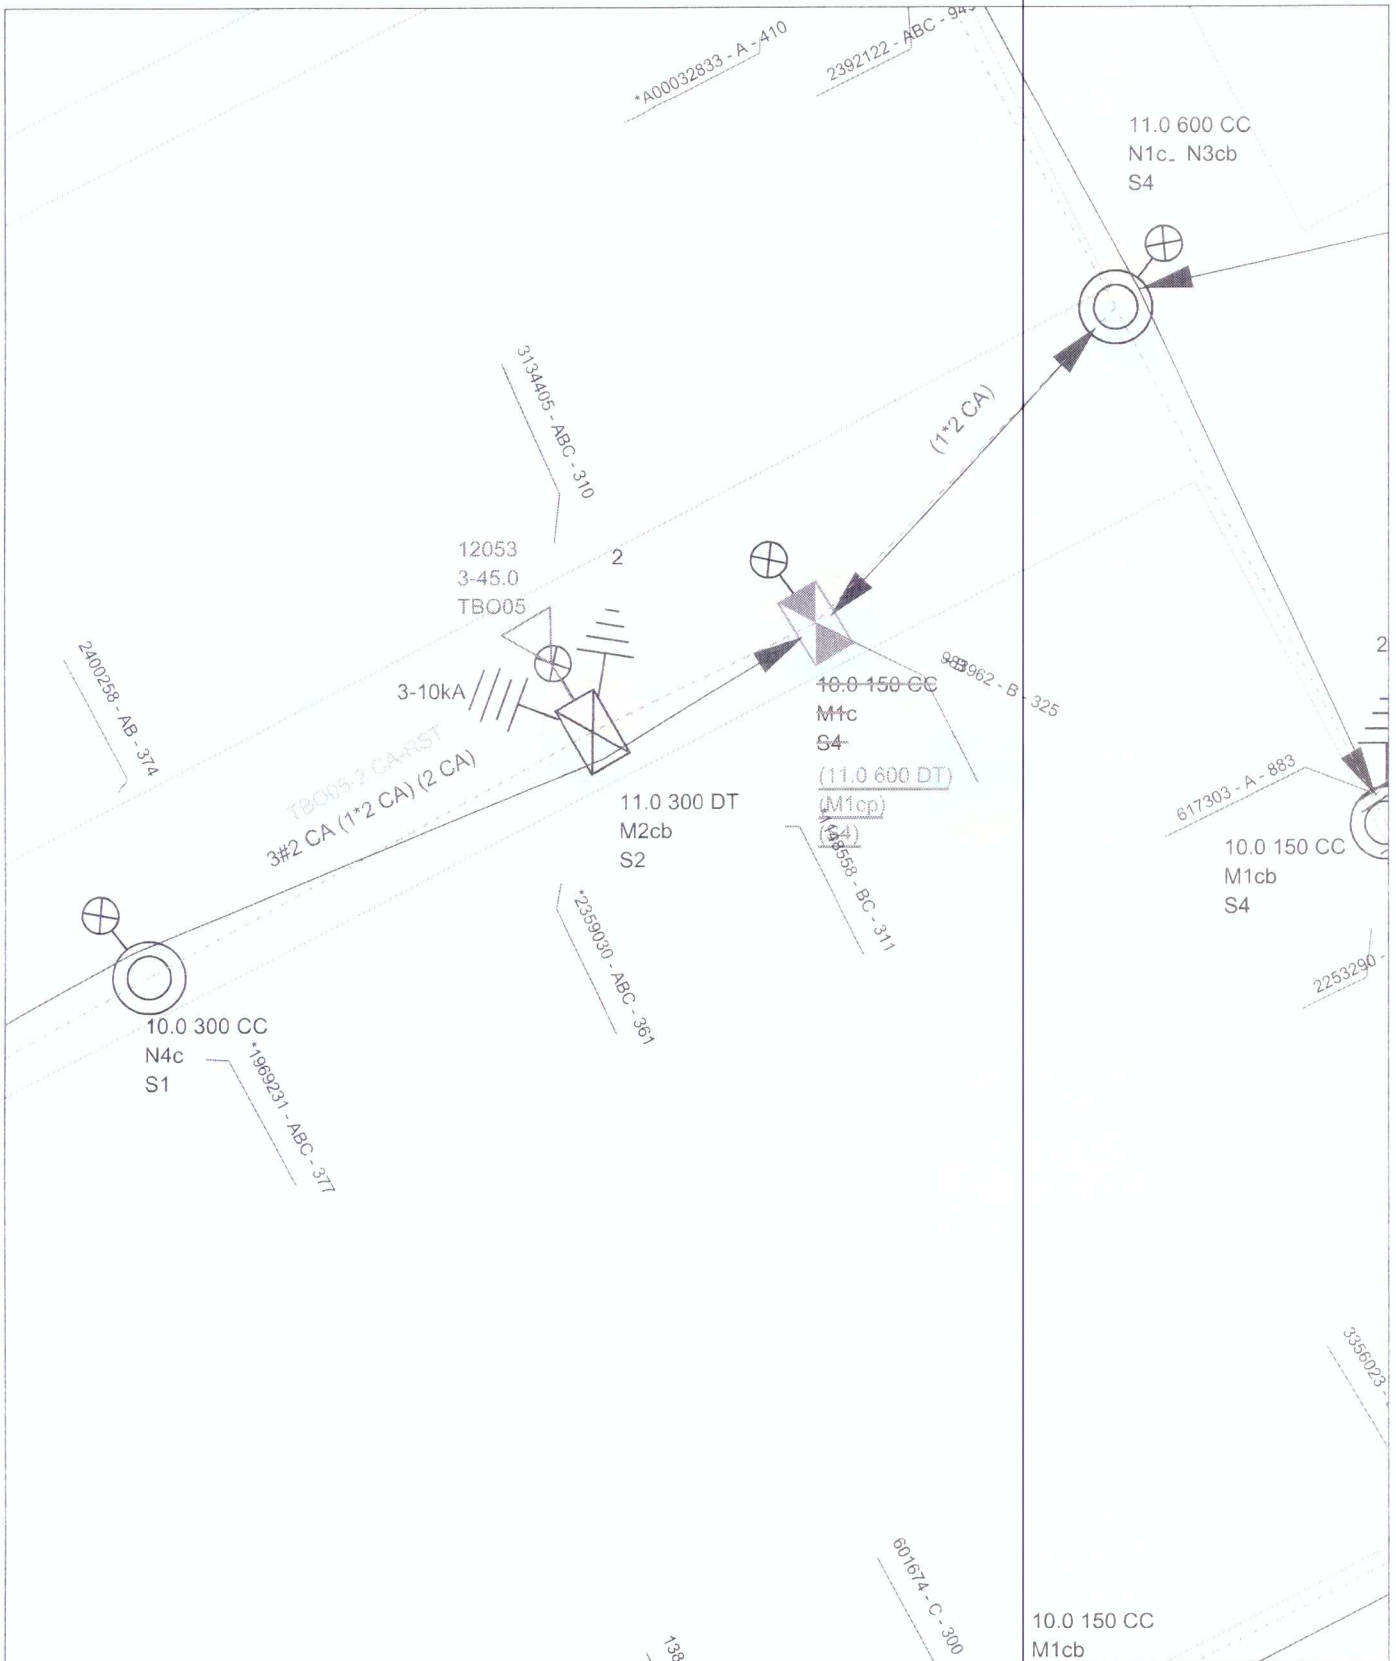 *A00032833 - A - 410
2392122 - ABC - 945
11.0 600 CC
N1c_ N3cb
S4
3134405 - ABC - 310
(1*2 CA)
12053
3-45.0
TBO05
2
3-10kA
2400258 - AB - 374
TBO05-2 CA-RST
3#2 CA (1*2 CA) (2 CA)
983962 - B - 325
10.0 150 CC
M1c
S4
(11.0 600 DT)
(M1cp)
(S4)
11.0 300 DT
M2cb
S2
- BC - 311
2
617303 - A - 883
10.0 150 CC
M1cb
S4
2253290 -
*2359030 - ABC - 361
10.0 300 CC
N4c
S1
*1969231 - ABC - 377
3356023 -
601674 - C - 300
138
10.0 150 CC
M1cb